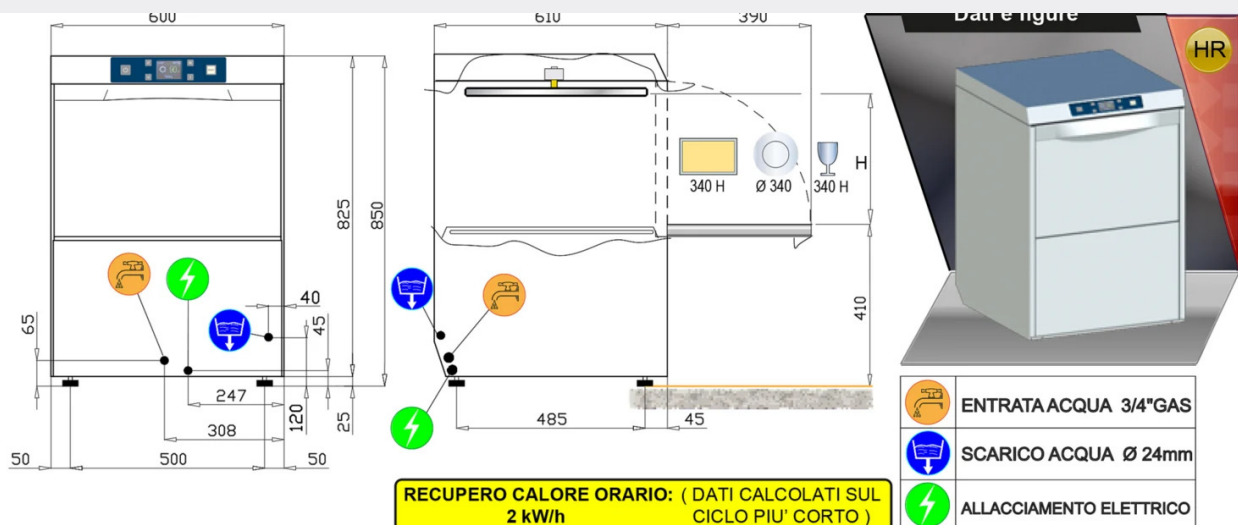 600
610
390
Dati e figure
HR
825
850
H
340 H
Ø 340
340 H
410
65
40
45
247
308
120
25
50
500
50
485
45
ENTRATA ACQUA 3/4"GAS
SCARICO ACQUA Ø 24mm
ALLACCIAMENTO ELETTRICO
RECUPERO CALORE ORARIO: ( DATI CALCOLATI SUL
2 kW/h CICLO PIU' CORTO )